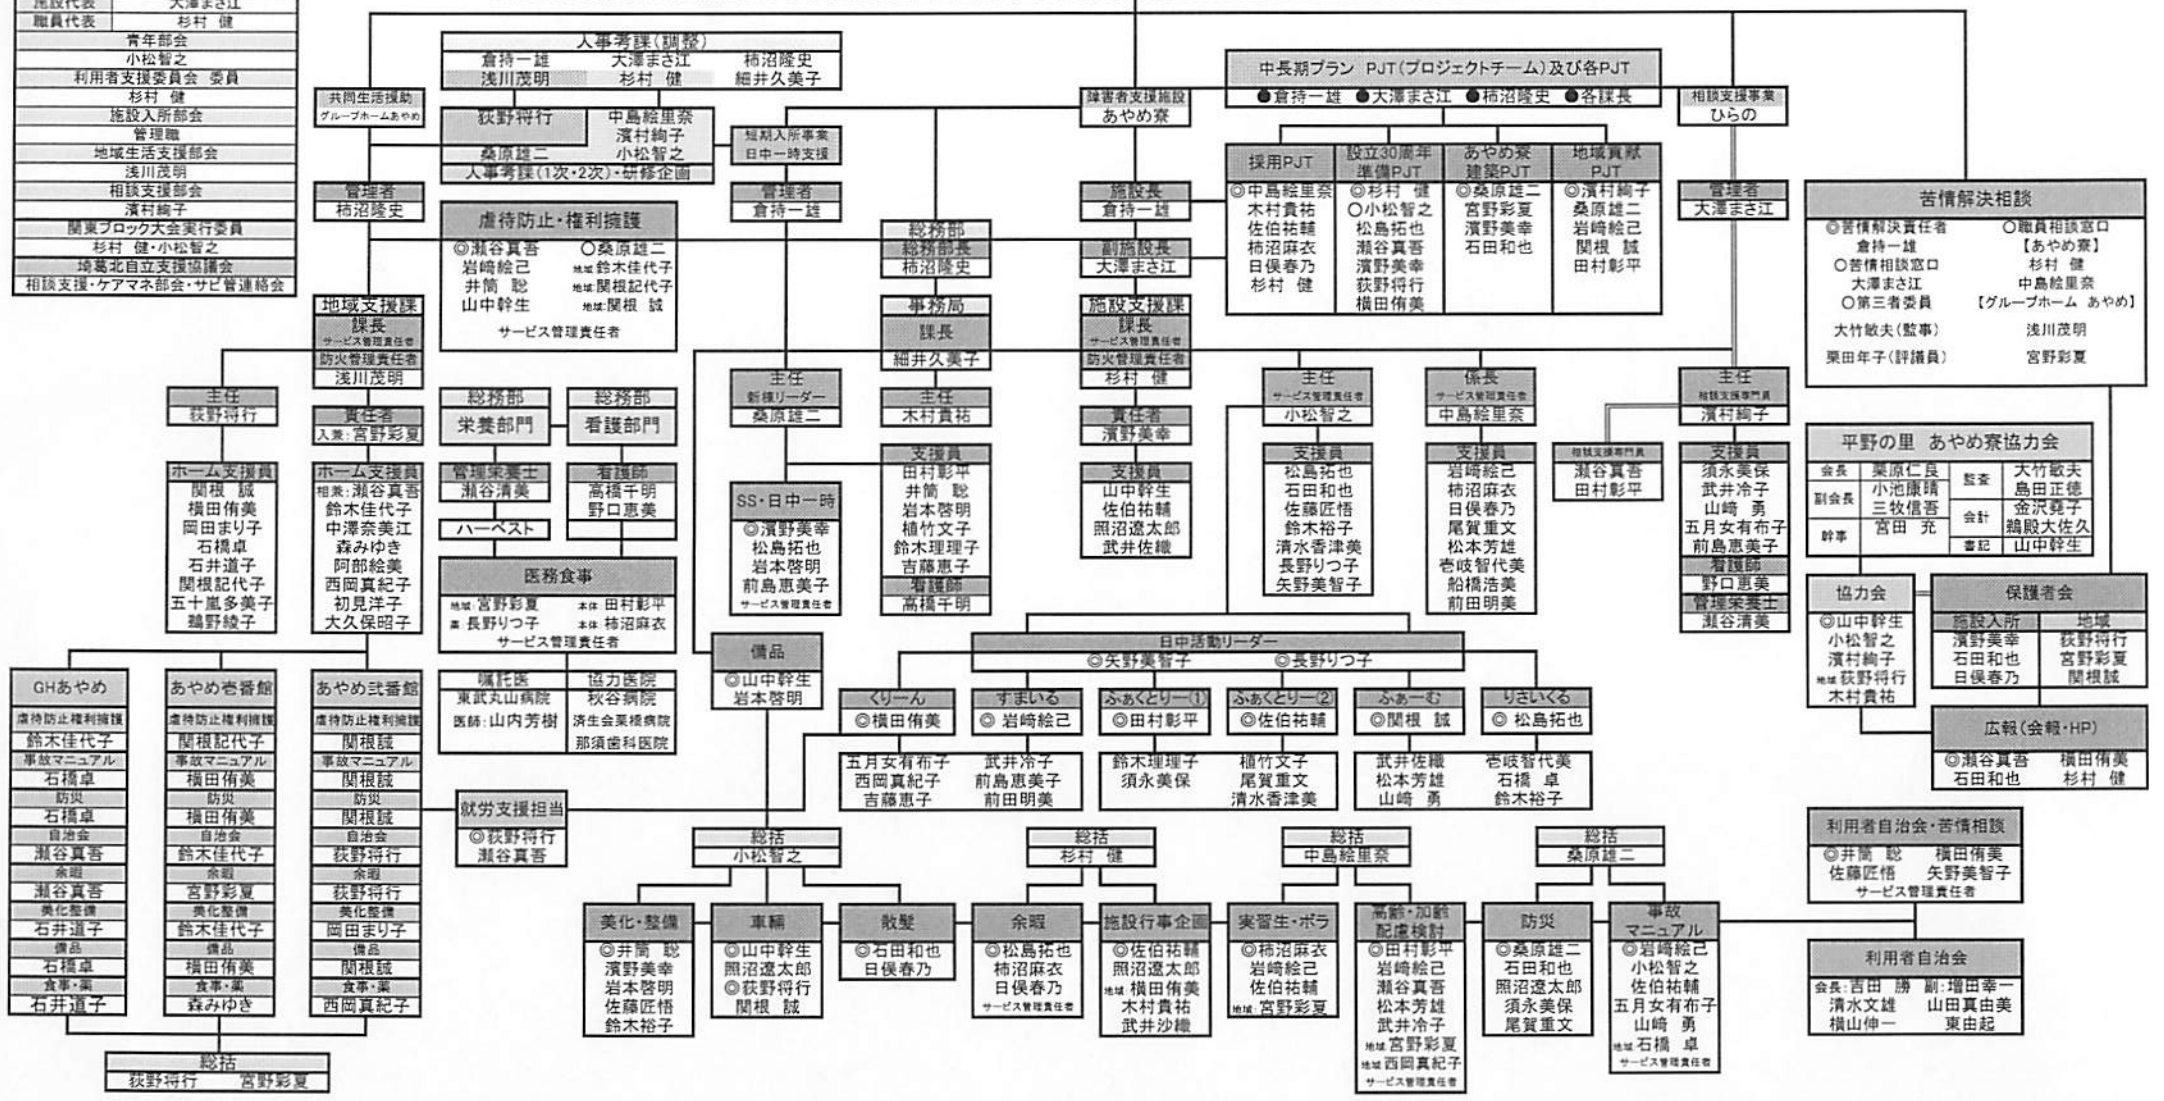 施設代表 大澤まさ江
職員代表 杉村 健
青年部会
小松智之
利用者支援委員会 委員
杉村 健
施設入所部会
管理職
地域生活支援部会
浅川茂明
相談支援部会
濱村絢子
関東ブロック大会実行委員
杉村 健・小松智之
埼葛北自立支援協議会
相談支援・ケアマネ部会・サビ管連絡会
人事考課(調整)
倉持一雄 大澤まさ江 柿沼隆史
浅川茂明 杉村 健 細井久美子
荻野将行 中島絵里奈
濱村絢子
桑原雄二 小松智之
人事考課(1次・2次)・研修企画
中長期プラン PJT(プロジェクトチーム)及び各PJT
●倉持一雄 ●大澤まさ江 ●柿沼隆史 ●各課長
共同生活援助
グループホームあやめ
管理者
柿沼隆史
短期入所事業
日中一時支援
管理者
倉持一雄
障害者支援施設
あやめ寮
施設長
倉持一雄
副施設長
大澤まさ江
相談支援事業
ひらの
管理者
大澤まさ江
採用PJT
◎中島絵里奈
木村貴祐
佐伯祐輔
柿沼麻衣
日俣春乃
杉村 健
設立30周年
準備PJT
◎杉村 健
○小松智之
松島拓也
瀬谷真吾
濱野美幸
荻野将行
横田侑美
あやめ寮
建築PJT
◎桑原雄二
宮野彩夏
濱野美幸
石田和也
地域貢献
PJT
◎濱村絢子
桑原雄二
岩﨑絵己
関根 誠
田村彰平
苦情解決相談
◎苦情解決責任者 ○職員相談窓口
倉持一雄 【あやめ寮】
○苦情相談窓口 杉村 健
大澤まさ江 中島絵里奈
○第三者委員 【グループホーム あやめ】
大竹敏夫(監事) 浅川茂明
栗田年子(評議員) 宮野彩夏
虐待防止・権利擁護
◎瀬谷真吾 ○桑原雄二
岩﨑絵己 地域:鈴木佳代子
井筒 聡 地域:関根記代子
山中幹生 地域:関根 誠
サービス管理責任者
総務部
総務部長
柿沼隆史
事務局
課長
細井久美子
主任
木村貴祐
支援員
田村彰平
井筒 聡
岩本啓明
植竹文子
鈴木理理子
吉藤恵子
看護師
高橋千明
地域支援課
課長
サービス管理責任者
防火管理責任者
浅川茂明
施設支援課
課長
サービス管理責任者
防火管理責任者
杉村 健
責任者
濱野美幸
支援員
山中幹生
佐伯祐輔
照沼遼太郎
武井佐織
主任
荻野将行
ホーム支援員
関根 誠
横田侑美
岡田まり子
石橋卓
石井道子
関根記代子
五十嵐多美子
鵜野綾子
責任者
入兼:宮野彩夏
ホーム支援員
相兼:瀬谷真吾
鈴木佳代子
中澤奈美江
森みゆき
阿部絵美
西岡真紀子
初見洋子
大久保昭子
総務部
栄養部門
管理栄養士
瀬谷清美
ハーベスト
総務部
看護部門
看護師
高橋千明
野口恵美
医務食事
地域:宮野彩夏 本体:田村彰平
薬 長野りつ子 本体:柿沼麻衣
サービス管理責任者
嘱託医 協力医院
東武丸山病院 秋谷病院
医師:山内芳樹 済生会栗橋病院
那須歯科医院
主任
新棟リーダー
桑原雄二
SS・日中一時
◎濱野美幸
松島拓也
岩本啓明
前島恵美子
サービス管理責任者
主任
サービス管理責任者
小松智之
支援員
松島拓也
石田和也
佐藤匠悟
鈴木裕子
清水香津美
長野りつ子
矢野美智子
係長
サービス管理責任者
中島絵里奈
支援員
岩﨑絵己
柿沼麻衣
日俣春乃
尾賀重文
松本芳雄
壱岐智代美
船橋浩美
前田明美
主任
相談支援専門員
濱村絢子
相談支援専門員
瀬谷真吾
田村彰平
支援員
須永美保
武井冷子
山﨑 勇
五月女有布子
前島恵美子
看護師
野口恵美
管理栄養士
瀬谷清美
平野の里 あやめ寮協力会
会長 栗原仁良 監査 大竹敏夫
副会長 小池康晴 島田正徳
三牧信吾 会計 金沢堯子
幹事 宮田 充 鵜殿大佐久
書記 山中幹生
協力会
◎山中幹生
小松智之
濱村絢子
地域 荻野将行
木村貴祐
保護者会
施設入所 地域
濱野美幸 荻野将行
石田和也 宮野彩夏
日俣春乃 関根誠
広報(会報・HP)
◎瀬谷真吾 横田侑美
石田和也 杉村 健
備品
◎山中幹生
岩本啓明
日中活動リーダー
◎矢野美智子 ◎長野りつ子
くりーん
◎横田侑美
すまいる
◎岩﨑絵己
ふぁくとりー①
◎田村彰平
ふぁくとりー②
◎佐伯祐輔
ふぁーむ
◎関根 誠
りさいくる
◎松島拓也
五月女有布子 武井冷子
西岡真紀子 前島恵美子
吉藤恵子 前田明美
鈴木理理子 植竹文子
須永美保 尾賀重文
清水香津美
武井佐織 壱岐智代美
松本芳雄 石橋 卓
山﨑 勇 鈴木裕子
GHあやめ
虐待防止権利擁護
鈴木佳代子
事故マニュアル
石橋卓
防災
石橋卓
自治会
瀬谷真吾
余暇
瀬谷真吾
美化整備
石井道子
備品
石橋卓
食事・薬
石井道子
あやめ壱番館
虐待防止権利擁護
関根記代子
事故マニュアル
横田侑美
防災
横田侑美
自治会
鈴木佳代子
余暇
宮野彩夏
美化整備
鈴木佳代子
備品
横田侑美
食事・薬
森みゆき
あやめ弐番館
虐待防止権利擁護
関根誠
事故マニュアル
関根誠
防災
関根誠
自治会
荻野将行
余暇
荻野将行
美化整備
岡田まり子
備品
関根誠
食事・薬
西岡真紀子
総括
荻野将行 宮野彩夏
就労支援担当
◎荻野将行
瀬谷真吾
総括
小松智之
総括
杉村 健
総括
中島絵里奈
総括
桑原雄二
美化・整備
◎井筒 聡
濱野美幸
岩本啓明
佐藤匠悟
鈴木裕子
車輛
◎山中幹生
照沼遼太郎
◎荻野将行
関根 誠
散髪
◎石田和也
日俣春乃
余暇
◎松島拓也
柿沼麻衣
日俣春乃
サービス管理責任者
施設行事企画
◎佐伯祐輔
照沼遼太郎
地域 横田侑美
木村貴祐
武井沙織
実習生・ボラ
◎柿沼麻衣
岩﨑絵己
佐伯祐輔
地域:宮野彩夏
高齢・加齢
配慮検討
◎田村彰平
岩﨑絵己
瀬谷真吾
松本芳雄
武井冷子
地域 宮野彩夏
地域 西岡真紀子
サービス管理責任者
防災
◎桑原雄二
石田和也
照沼遼太郎
須永美保
尾賀重文
事故
マニュアル
◎岩﨑絵己
小松智之
佐伯祐輔
五月女有布子
山﨑 勇
地域 石橋 卓
サービス管理責任者
利用者自治会・苦情相談
◎井筒 聡 横田侑美
佐藤匠悟 矢野美智子
サービス管理責任者
利用者自治会
会長:吉田 勝 副:増田幸一
清水文雄 山田真由美
横山伸一 東由起